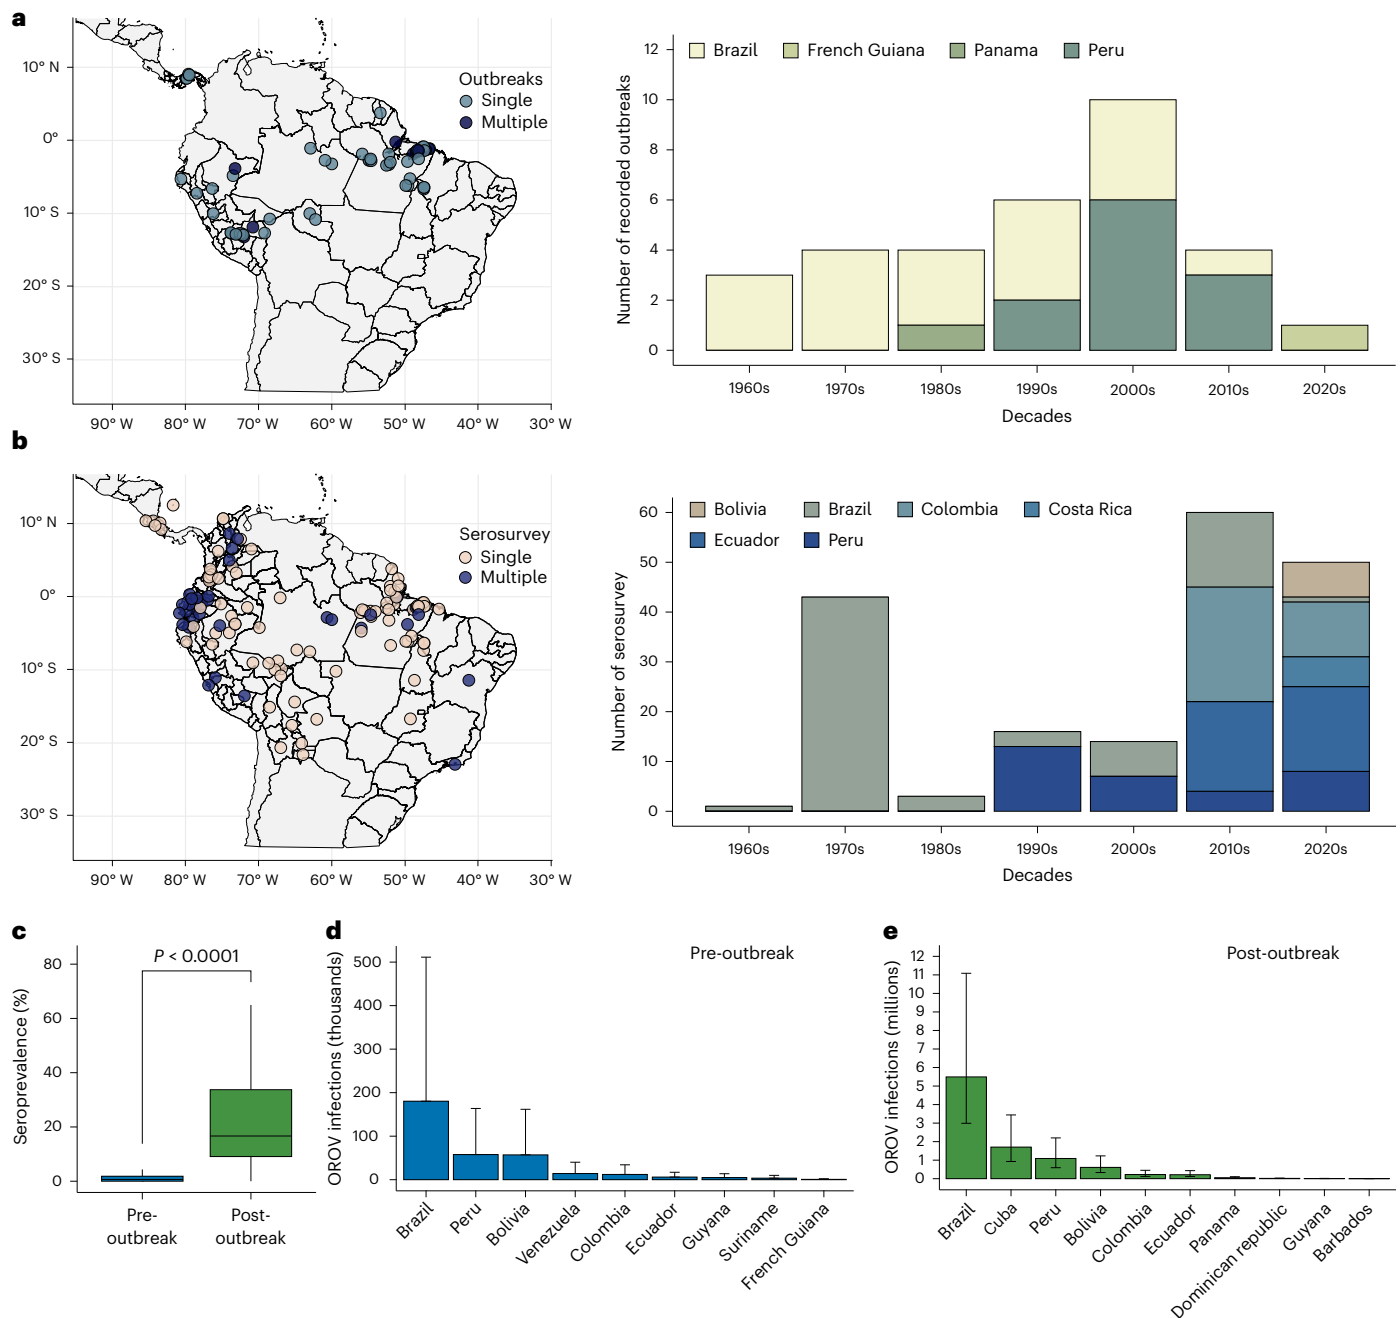 a
10° N
0°
10° S
20° S
30° S
90° W 80° W 70° W 60° W 50° W 40° W 30° W
Outbreaks
Single
Multiple
Brazil French Guiana Panama Peru
Number of recorded outbreaks
12
10
8
6
4
2
0
1960s 1970s 1980s 1990s 2000s 2010s 2020s
Decades
b
10° N
0°
10° S
20° S
30° S
90° W 80° W 70° W 60° W 50° W 40° W 30° W
Serosurvey
Single
Multiple
Bolivia Brazil Colombia Costa Rica
Ecuador Peru
Number of serosurvey
60
50
40
30
20
10
0
1960s 1970s 1980s 1990s 2000s 2010s 2020s
Decades
c
Seroprevalence (%)
80
60
40
20
0
P < 0.0001
Pre-
outbreak
Post-
outbreak
d
Pre-outbreak
OROV infections (thousands)
500
400
300
200
100
0
Brazil
Peru
Bolivia
Venezuela
Colombia
Ecuador
Guyana
Suriname
French Guiana
e
Post-outbreak
OROV infections (millions)
12
11
10
9
8
7
6
5
4
3
2
1
0
Brazil
Cuba
Peru
Bolivia
Colombia
Ecuador
Panama
Dominican republic
Guyana
Barbados